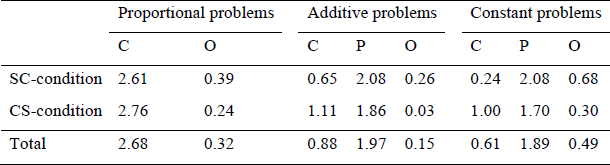 Proportional problems Additive problems Constant problems
C O C P O C P O
SC-condition 2.61 0.39 0.65 2.08 0.26 0.24 2.08 0.68
CS-condition 2.76 0.24 1.11 1.86 0.03 1.00 1.70 0.30
Total 2.68 0.32 0.88 1.97 0.15 0.61 1.89 0.49